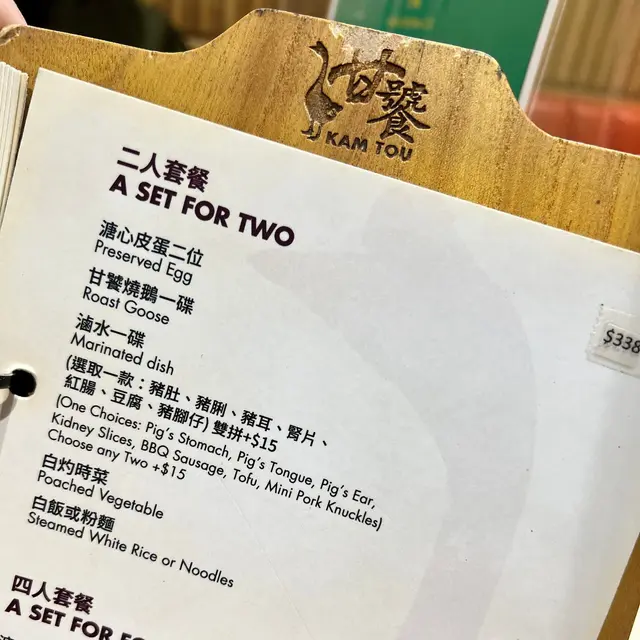 甘饕
KAM TOU
二人套餐
A SET FOR TWO
溏心皮蛋二位
Preserved Egg
甘饕燒鵝一碟
Roast Goose
$338
滷水一碟
Marinated dish
(選取一款：豬肚、豬脷、豬耳、腎片、
紅腸、豆腐、豬腳仔) 雙拼+$15
(One Choices: Pig's Stomach, Pig's Tongue, Pig's Ear,
Kidney Slices, BBQ Sausage, Tofu, Mini Pork Knuckles)
Choose any Two +$15
白灼時菜
Poached Vegetable
白飯或粉麵
Steamed White Rice or Noodles
四人套餐
A SET FOR